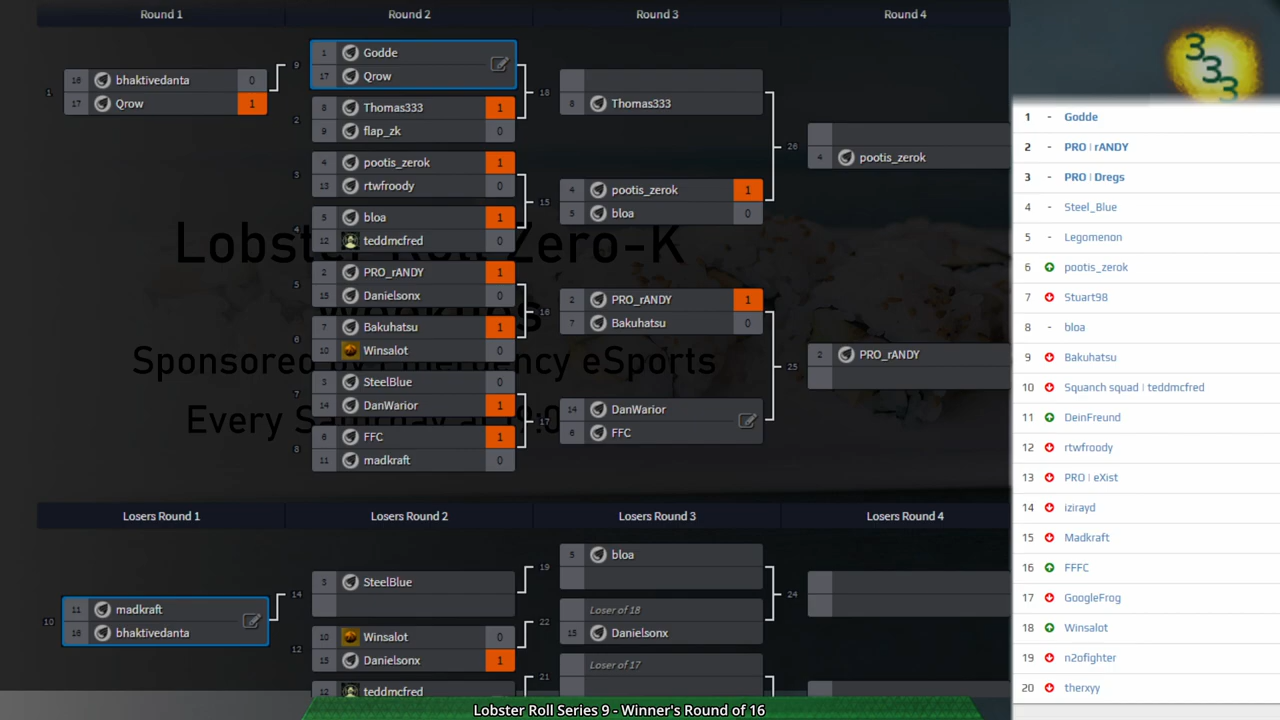 Round 1
Round 2
Round 3
Round 4
1
16 bhaktivedanta 0
17 Qrow 1
9
1 Godde
17 Qrow
2
8 Thomas333 1
9 flap_zk 0
3
4 pootis_zerok 1
13 rtwfroody 0
4
5 bloa 1
12 teddmcfred 0
5
2 PRO_rANDY 1
15 Danielsonx 0
6
7 Bakuhatsu 1
10 Winsalot 0
7
3 SteelBlue 0
14 DanWarior 1
8
6 FFC 1
11 madkraft 0
18
8 Thomas333
15
4 pootis_zerok 1
5 bloa 0
16
2 PRO_rANDY 1
7 Bakuhatsu 0
17
14 DanWarior
6 FFC
26
4 pootis_zerok
25
2 PRO_rANDY
Zero-K
Sponsored
eSports
Every
Losers Round 1
Losers Round 2
Losers Round 3
Losers Round 4
10
11 madkraft
16 bhaktivedanta
14
3 SteelBlue
12
10 Winsalot 0
15 Danielsonx 1
12 teddmcfred
19
5 bloa
22
Loser of 18
15 Danielsonx
21
Loser of 17
24
333
1 - Godde
2 - PRO | rANDY
3 - PRO | Dregs
4 - Steel_Blue
5 - Legomenon
6 pootis_zerok
7 Stuart98
8 - bloa
9 Bakuhatsu
10 Squanch squad | teddmcfred
11 DeinFreund
12 rtwfroody
13 PRO | eXist
14 izirayd
15 Madkraft
16 FFFC
17 GoogleFrog
18 Winsalot
19 n2ofighter
20 therxyy
Lobster Roll Series 9 - Winner's Round of 16